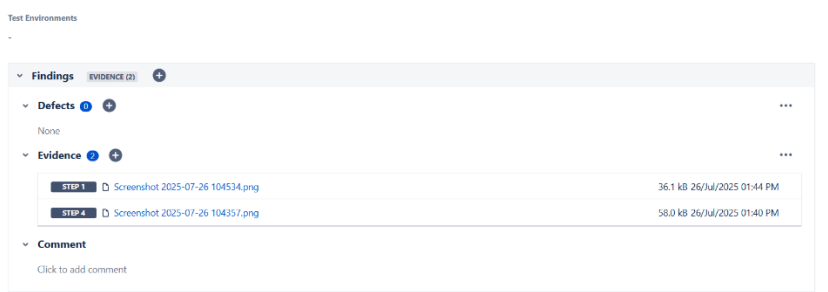 Test Environments
-
Findings EVIDENCE (2)
Defects 0
None
Evidence 2
STEP 1 Screenshot 2025-07-26 104534.png 36.1 kB 26/Jul/2025 01:44 PM
STEP 4 Screenshot 2025-07-26 104357.png 58.0 kB 26/Jul/2025 01:40 PM
Comment
Click to add comment